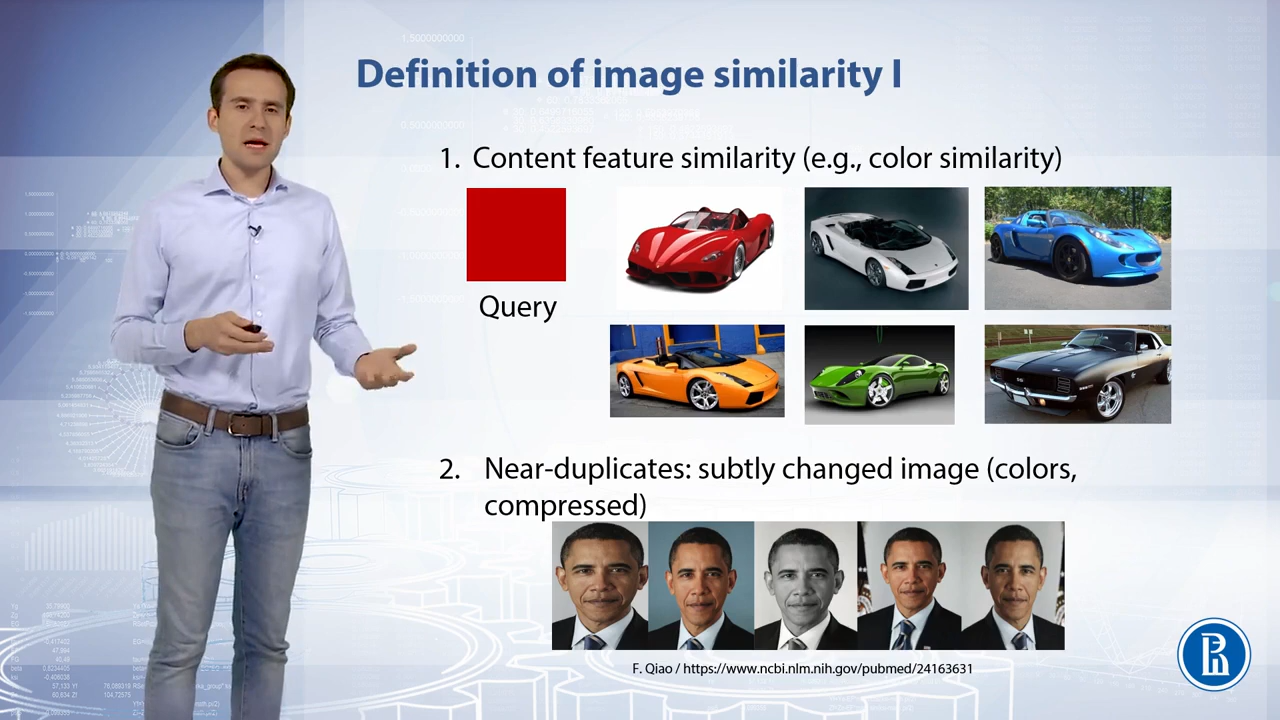 Definition of image similarity I
1. Content feature similarity (e.g., color similarity)
Query
2. Near-duplicates: subtly changed image (colors,
compressed)
F. Qiao / https://www.ncbi.nlm.nih.gov/pubmed/24163631